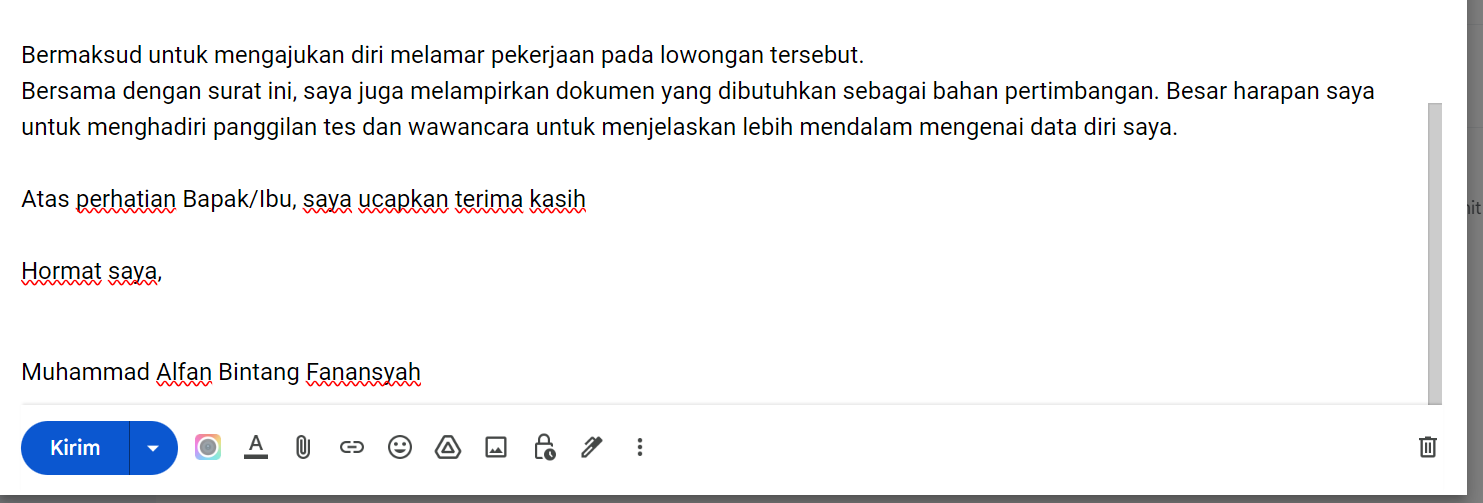 Bermaksud untuk mengajukan diri melamar pekerjaan pada lowongan tersebut.
Bersama dengan surat ini, saya juga melampirkan dokumen yang dibutuhkan sebagai bahan pertimbangan. Besar harapan saya
untuk menghadiri panggilan tes dan wawancara untuk menjelaskan lebih mendalam mengenai data diri saya.
Atas perhatian Bapak/Ibu, saya ucapkan terima kasih
Hormat saya,
Muhammad Alfan Bintang Fanansyah
Kirim